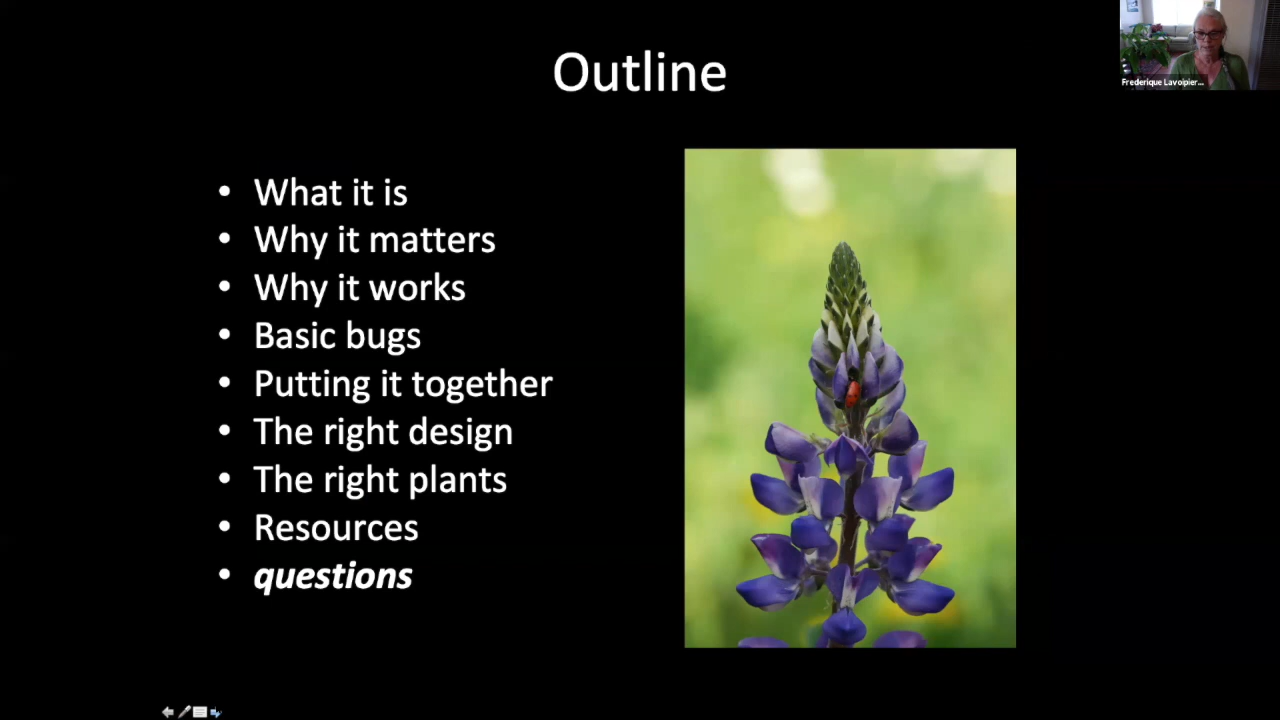 Outline
Frederique Lavoipier...
• What it is
• Why it matters
• Why it works
• Basic bugs
• Putting it together
• The right design
• The right plants
• Resources
• questions